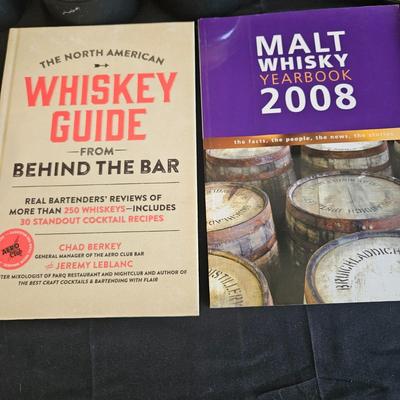 THE NORTH AMERICAN
WHISKEY
GUIDE
FROM
BEHIND THE BAR
REAL BARTENDERS' REVIEWS OF
MORE THAN 250 WHISKEYS—INCLUDES
30 STANDOUT COCKTAIL RECIPES
AERO
CLUB
CHAD BERKEY
GENERAL MANAGER OF THE AERO CLUB BAR
JEREMY LEBLANC
MIXOLOGIST OF PARQ RESTAURANT AND NIGHTCLUB AND AUTHOR OF
THE BEST CRAFT COCKTAILS & BARTENDING WITH FLAIR
MALT
WHISKY
YEARBOOK
2008
the facts, the people, the news, the stories
DISTILLERY
BRUICHLADDICH